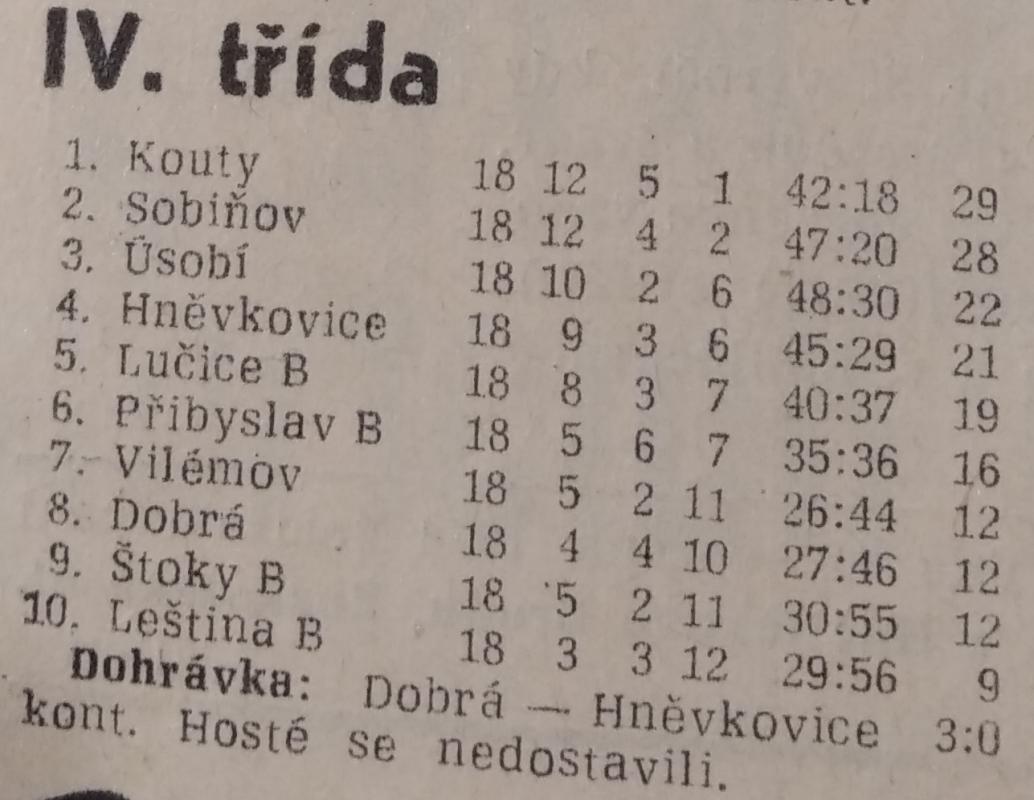 IV. třída
1. Kouty 18 12 5 1 42:18 29
2. Sobiňov 18 12 4 2 47:20 28
3. Úsobí 18 10 2 6 48:30 22
4. Hněvkovice 18 9 3 6 45:29 21
5. Lučice B 18 8 3 7 40:37 19
6. Přibyslav B 18 5 6 7 35:36 16
7. Vilémov 18 5 2 11 26:44 12
8. Dobrá 18 4 4 10 27:46 12
9. Štoky B 18 5 2 11 30:55 12
10. Leština B 18 3 3 12 29:56 9
Dohrávka: Dobrá — Hněvkovice 3:0
kont. Hosté se nedostavili.